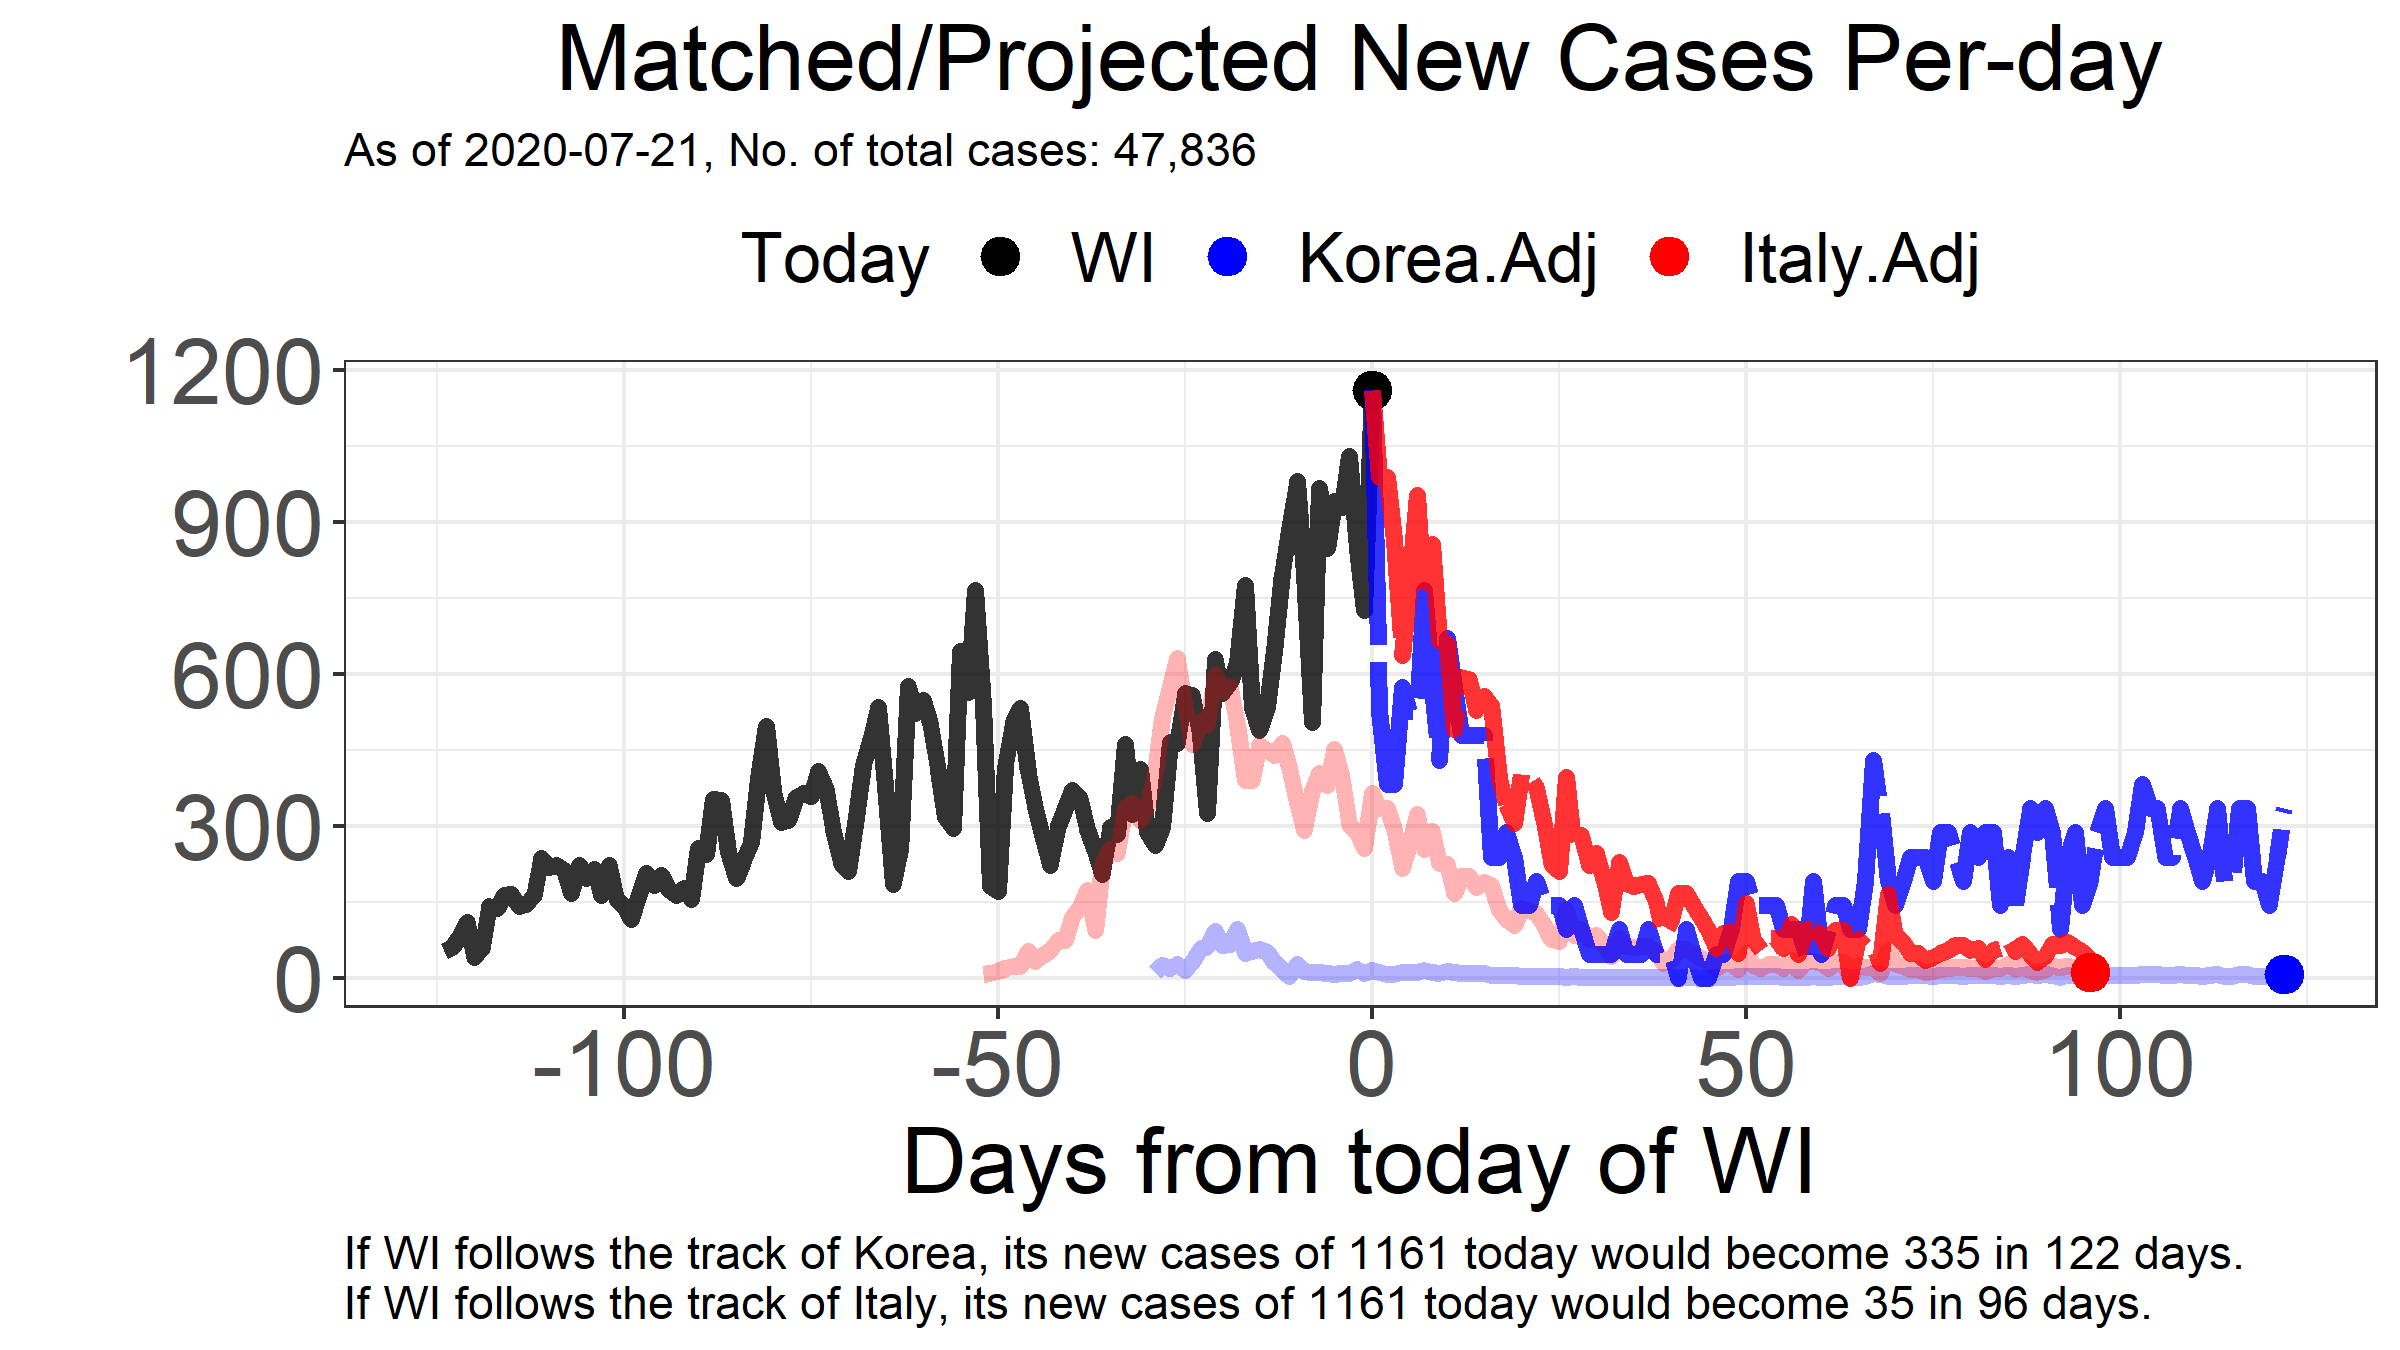 Matched/Projected New Cases Per-day
As of 2020-07-21, No. of total cases: 47,836
Today WI Korea.Adj Italy.Adj
1200
900
600
300
0
-100 -50 0 50 100
Days from today of WI
If WI follows the track of Korea, its new cases of 1161 today would become 335 in 122 days.
If WI follows the track of Italy, its new cases of 1161 today would become 35 in 96 days.